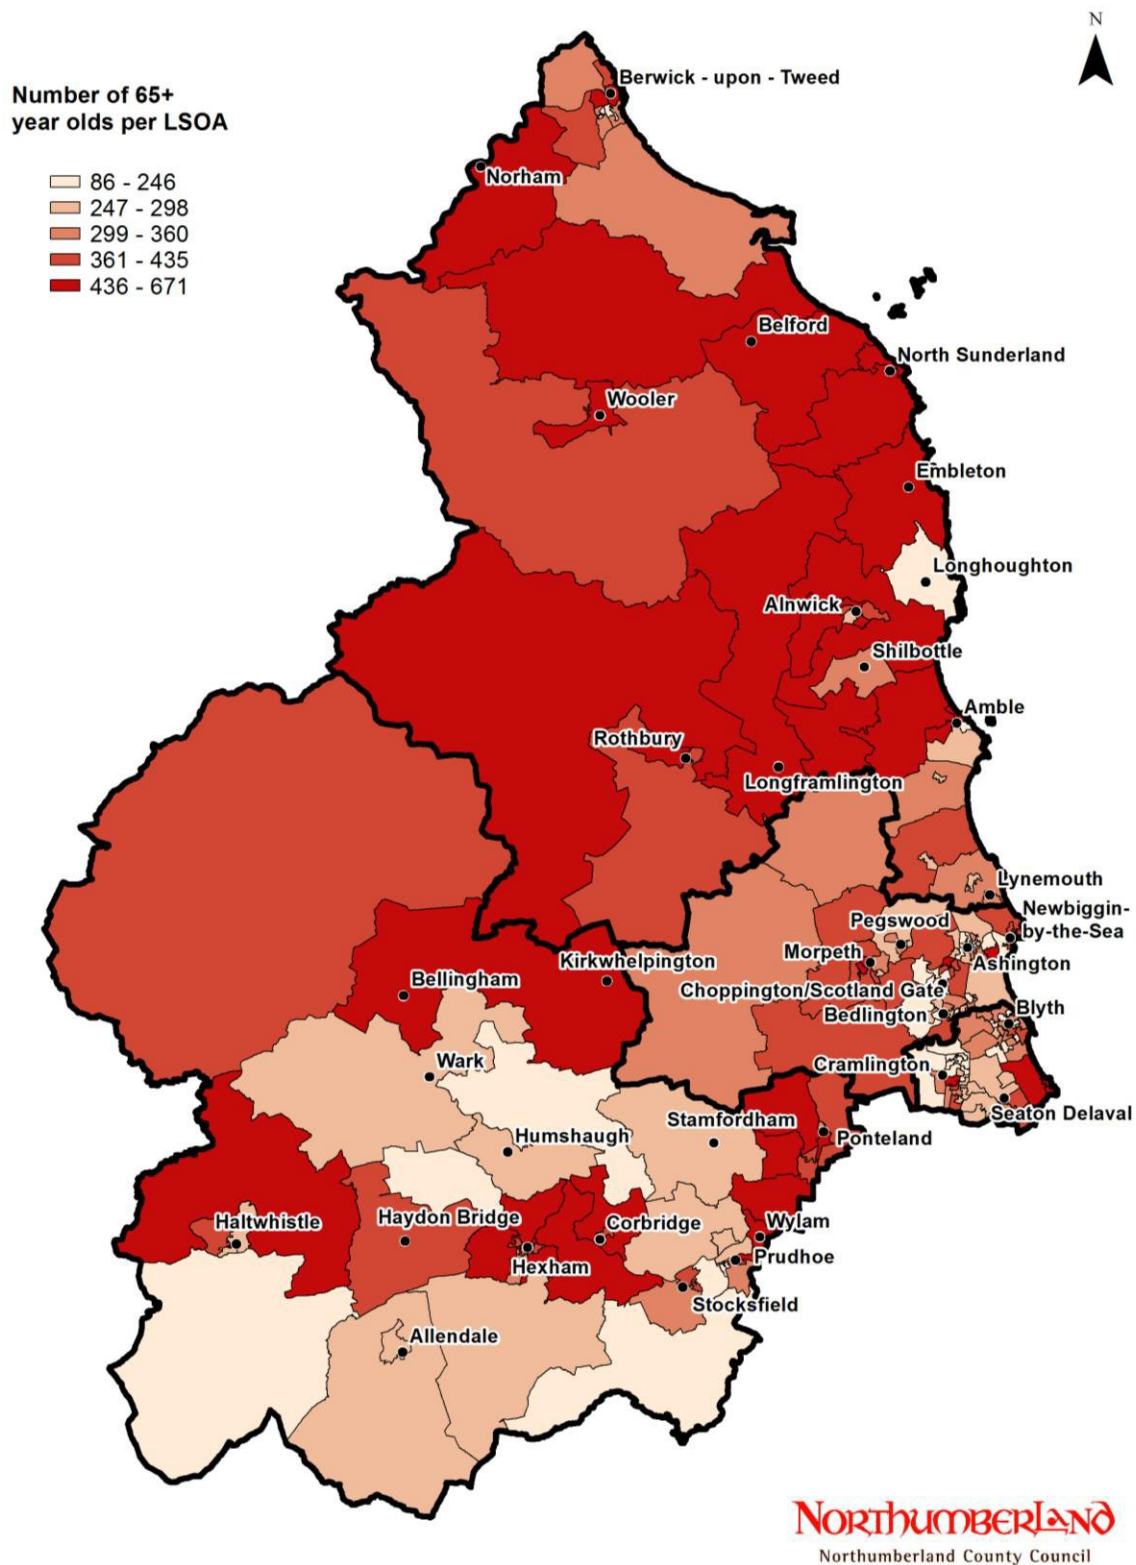 N
Number of 65+
year olds per LSOA
86 - 246
247 - 298
299 - 360
361 - 435
436 - 671
Berwick - upon - Tweed
Norham
Belford
North Sunderland
Wooler
Embleton
Longhoughton
Alnwick
Shilbottle
Amble
Rothbury
Longframlington
Lynemouth
Newbiggin-
by-the-Sea
Pegswood
Morpeth
Ashington
Kirkwhelpington
Bellingham
Choppington/Scotland Gate
Bedlington
Blyth
Wark
Cramlington
Seaton Delaval
Stamfordham
Ponteland
Humshaugh
Haltwhistle
Haydon Bridge
Corbridge
Wylam
Hexham
Prudhoe
Stocksfield
Allendale
NORTHUMBERLAND
Northumberland County Council